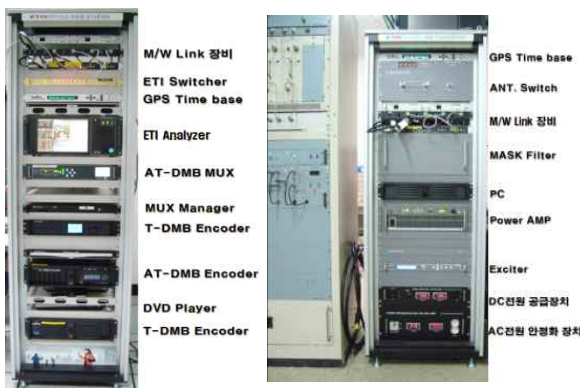 M/W Link 장비
ETI Switcher
GPS Time base
ETI Analyzer
AT-DMB MUX
MUX Manager
T-DMB Encoder
AT-DMB Encoder
DVD Player
T-DMB Encoder
GPS Time base
ANT. Switch
M/W Link 장비
MASK Filter
PC
Power AMP
Exciter
DC전원 공급장치
AC전원 안정화 장치